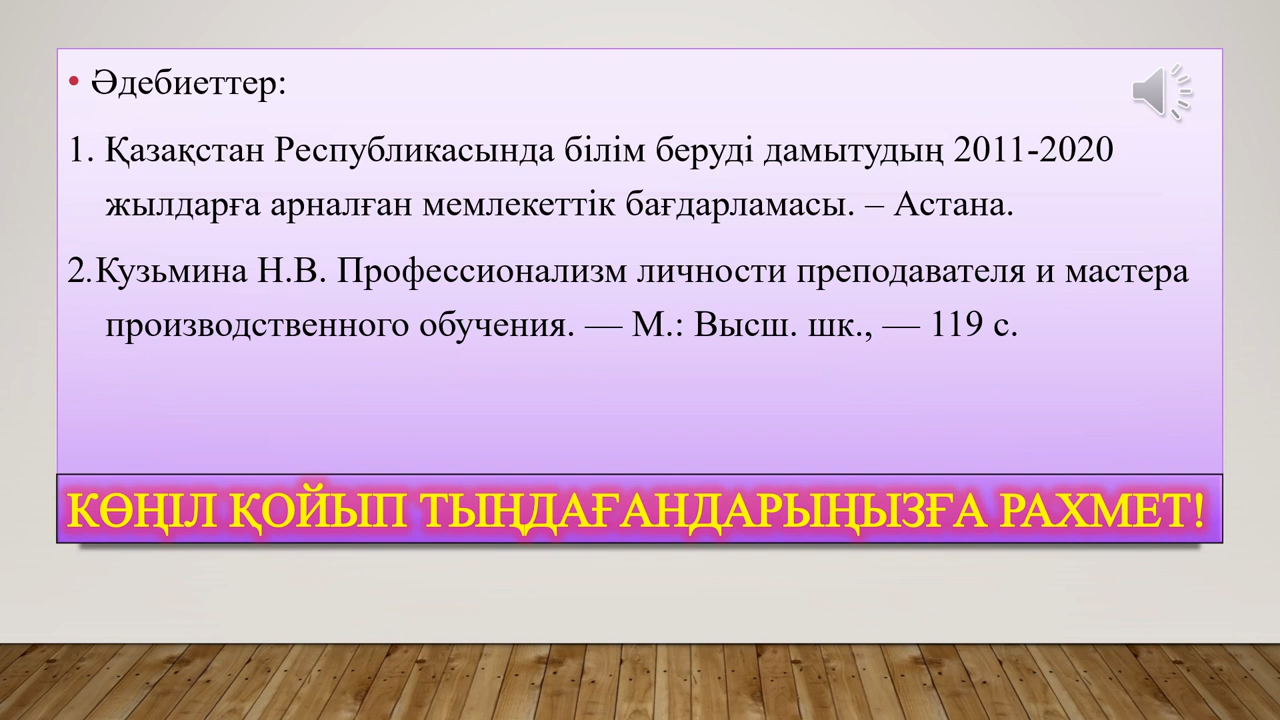 • Әдебиеттер:
1. Қазақстан Республикасында білім беруді дамытудың 2011-2020
жылдарға арналған мемлекеттік бағдарламасы. – Астана.
2.Кузьмина Н.В. Профессионализм личности преподавателя и мастера
производственного обучения. — М.: Высш. шк., — 119 с.
КӨҢІЛ ҚОЙЫП ТЫҢДАҒАНДАРЫҢЫЗҒА РАХМЕТ!